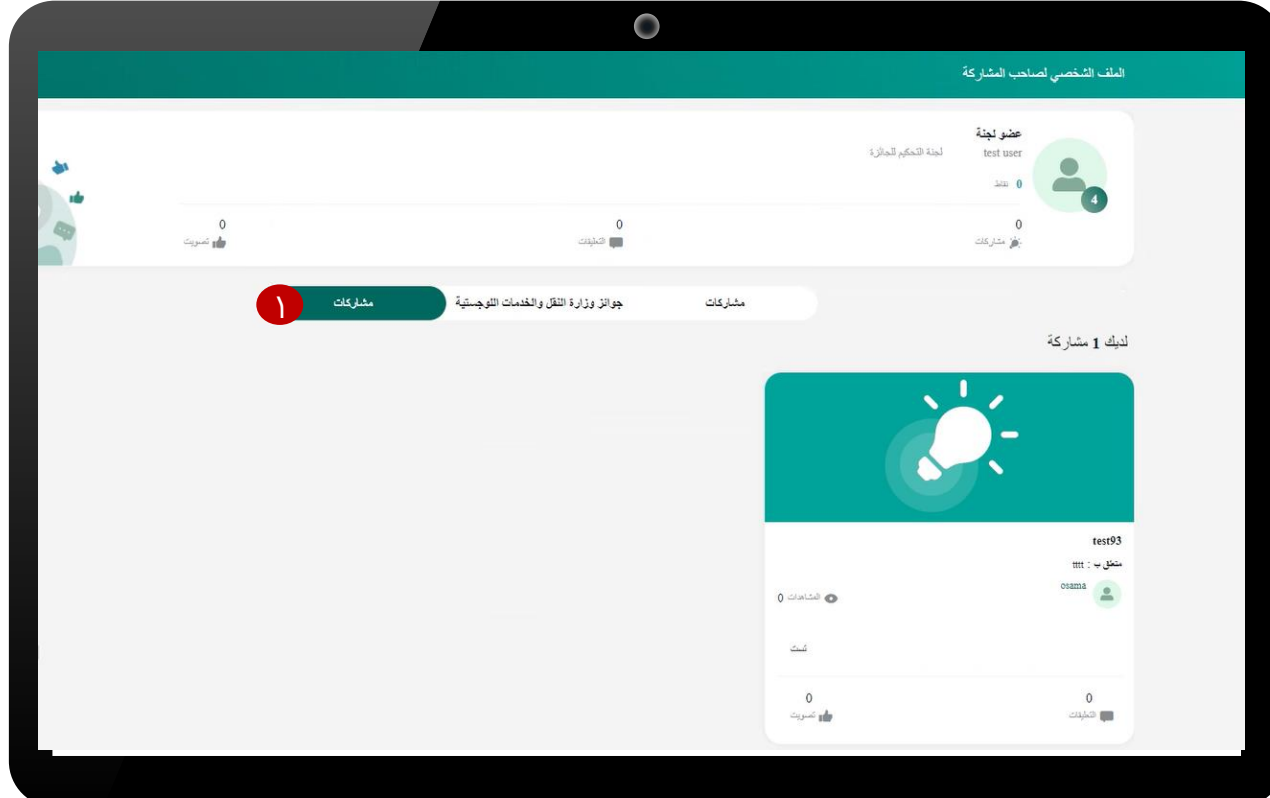 الملف الشخصي لصاحب المشاركة
عضو لجنة
test user
لجنة التحكيم للجائزة
0 نقاط
4
0
مشاركات
0
التعليقات
0
تصويت
مشاركات
جوائز وزارة النقل والخدمات اللوجستية
مشاركات
١
لديك 1 مشاركة
test93
متعلق ب : tttt
osama
المشاهدات 0
تست
0
التعليقات
0
تصويت